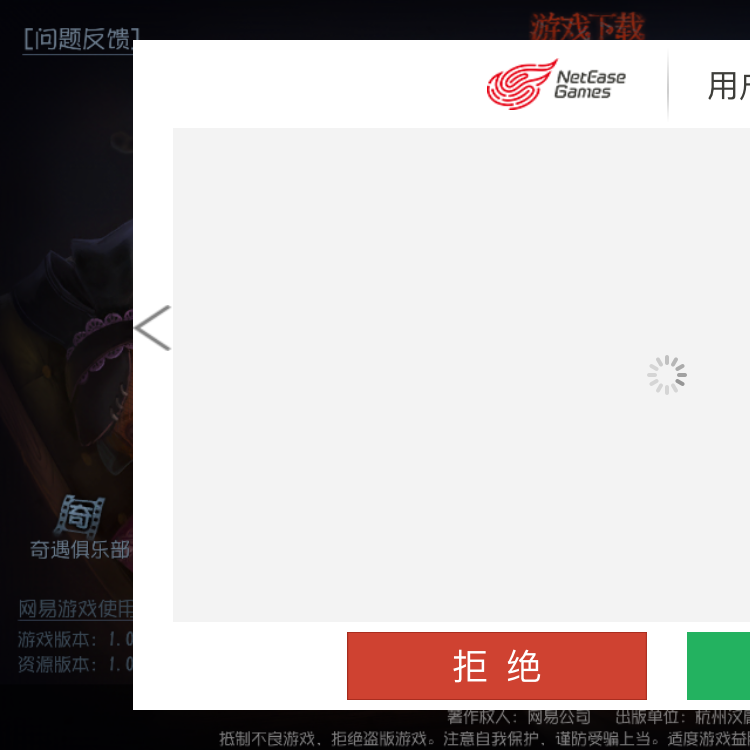 [问题反馈]
游戏下载
NetEase
Games
用户
奇
奇遇俱乐部
网易游戏使用
游戏版本：1.0
资源版本：1.0
拒 绝
著作权人：网易公司 出版单位：杭州汉
抵制不良游戏，拒绝盗版游戏。注意自我保护，谨防受骗上当。适度游戏益